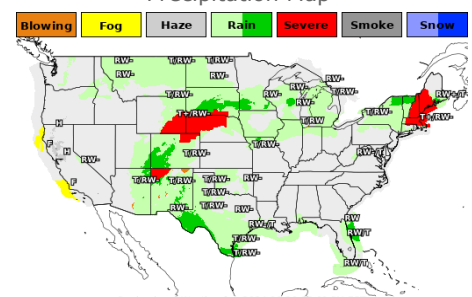 Precipitation Map
Blowing Fog Haze Rain Severe Smoke Snow
RW- T/RW- T/RW- RW-
RW- T/RW- RW-
T/RW- RW- RW- T/RW-
T+/RW- RW- T/RW- RW+/T
H T/RW T+/RW-
F H RW- T/RW- T/RW- RW-/T
F T/RW- T/RW- T/RW- RW-
T/RW-
RW- T/RW- RW- RW
RW-/T RW/T
T/RW-
T/RW- RW/T